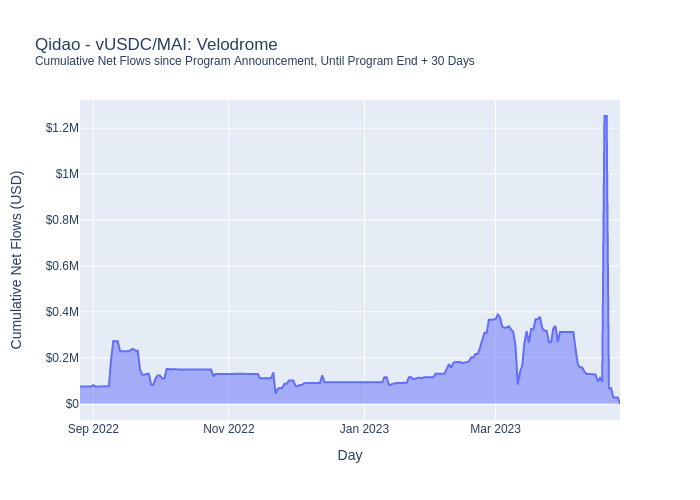 Qidao - vUSDC/MAI: Velodrome
Cumulative Net Flows since Program Announcement, Until Program End + 30 Days
Cumulative Net Flows (USD)
$1.2M
$1M
$0.8M
$0.6M
$0.4M
$0.2M
$0
Sep 2022
Nov 2022
Jan 2023
Mar 2023
Day